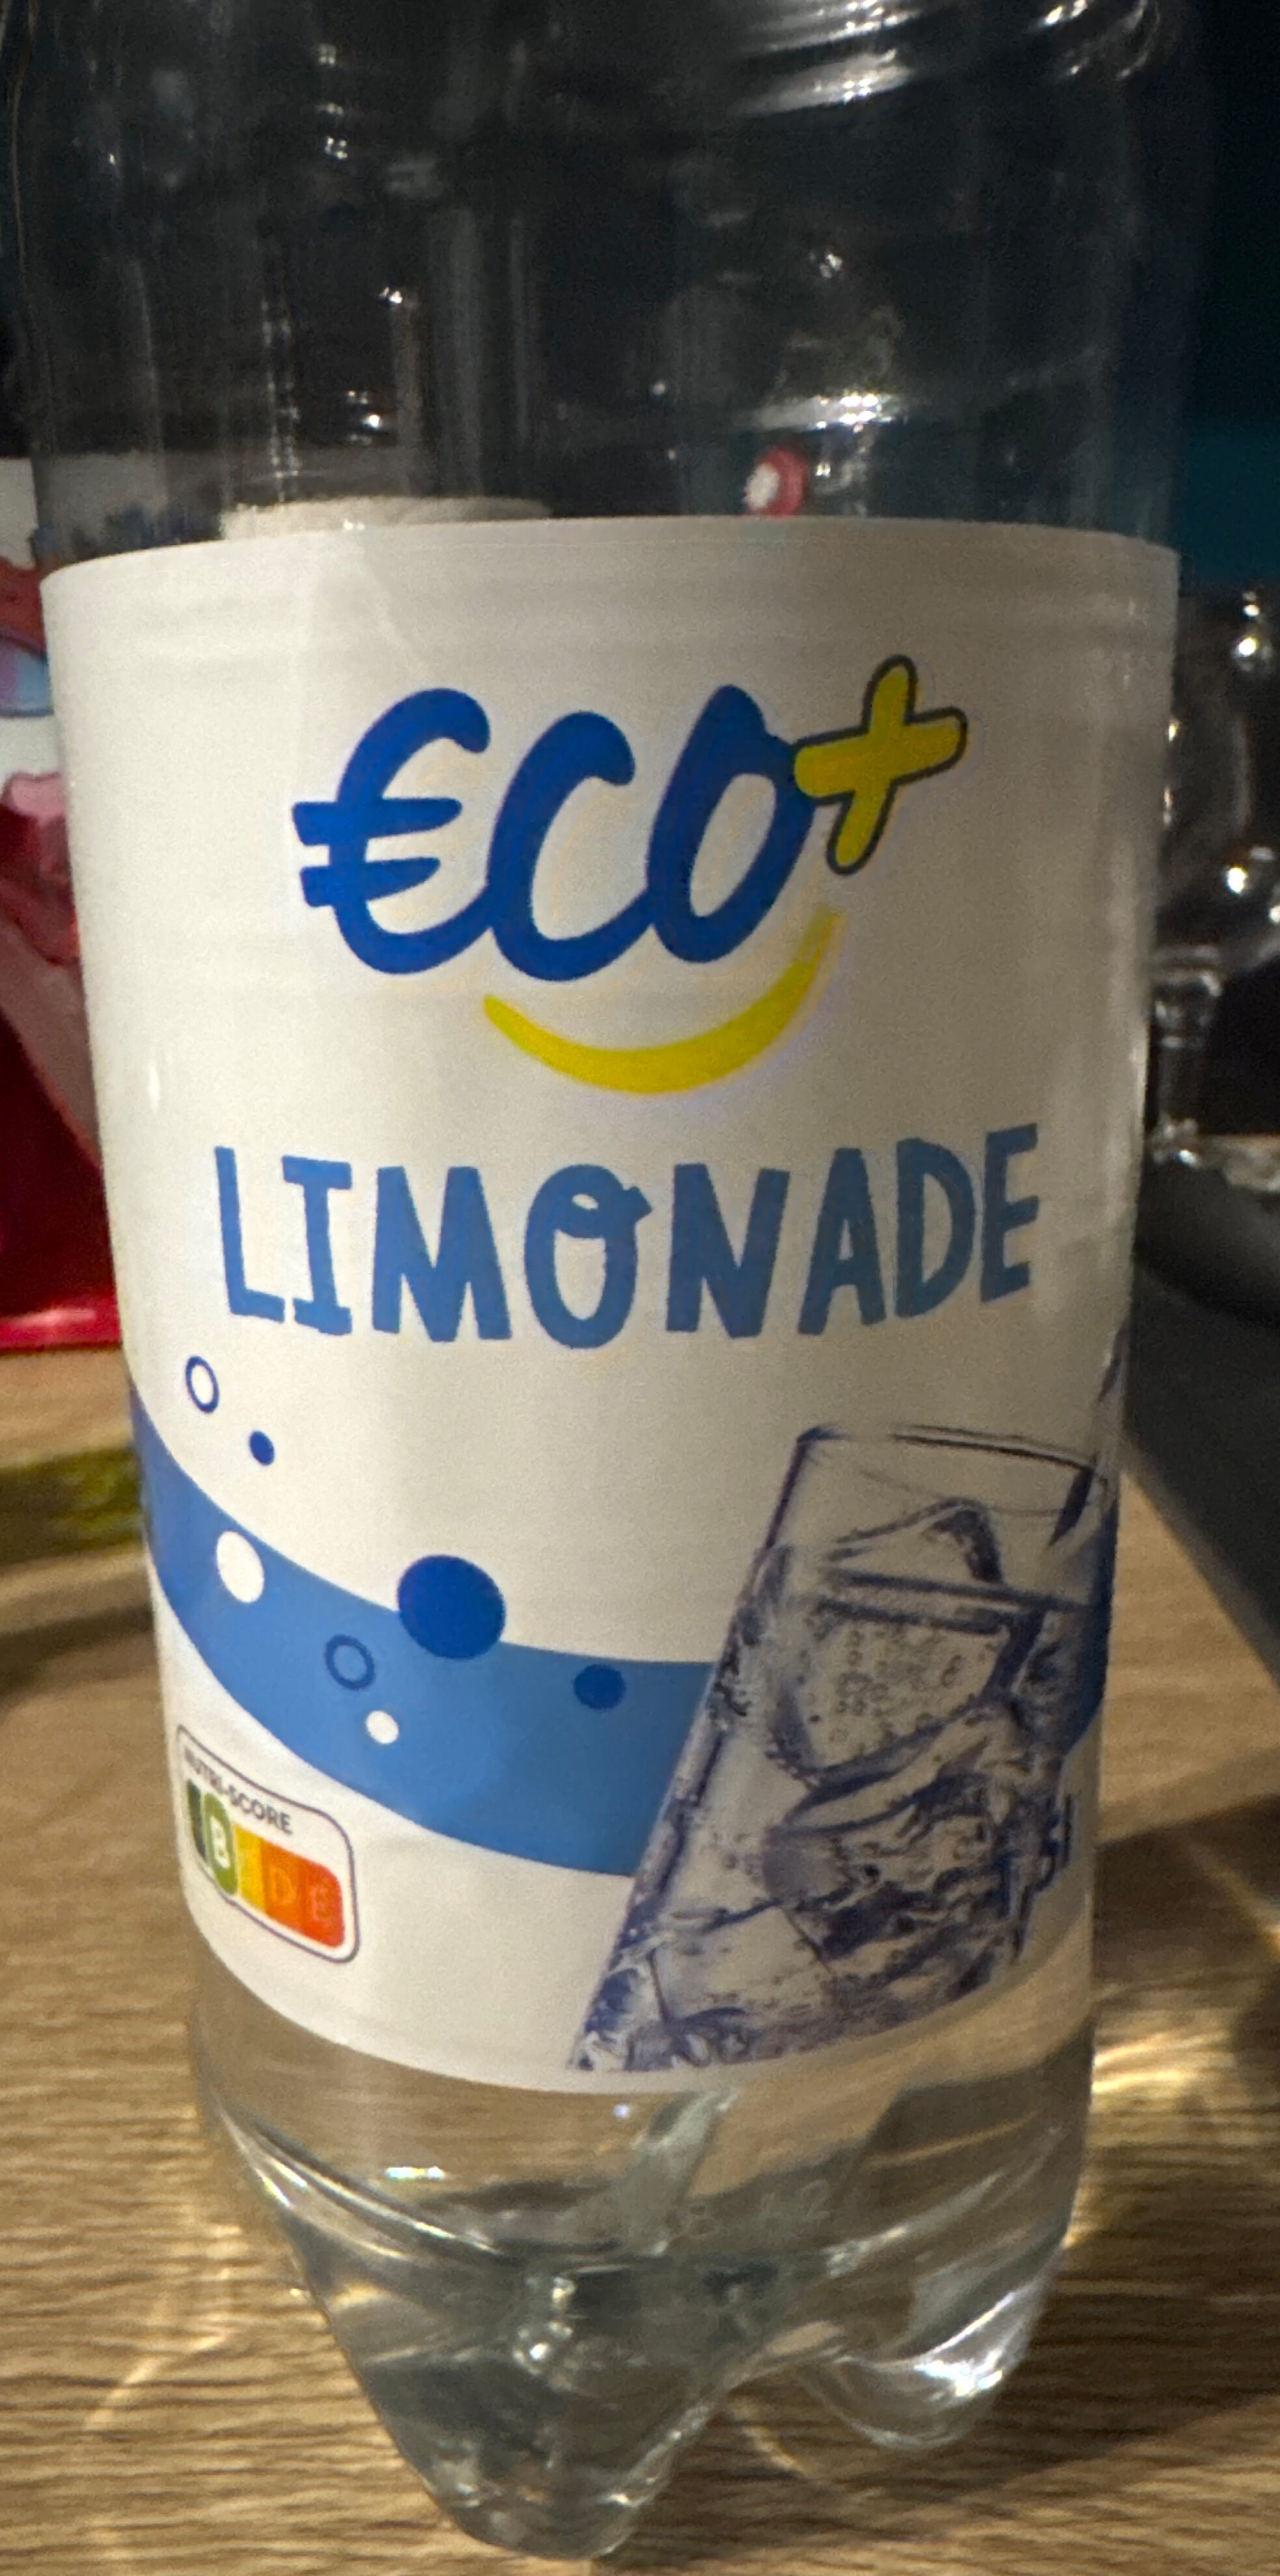 €CO+
LIMONADE
NUTRI-SCORE
B D E